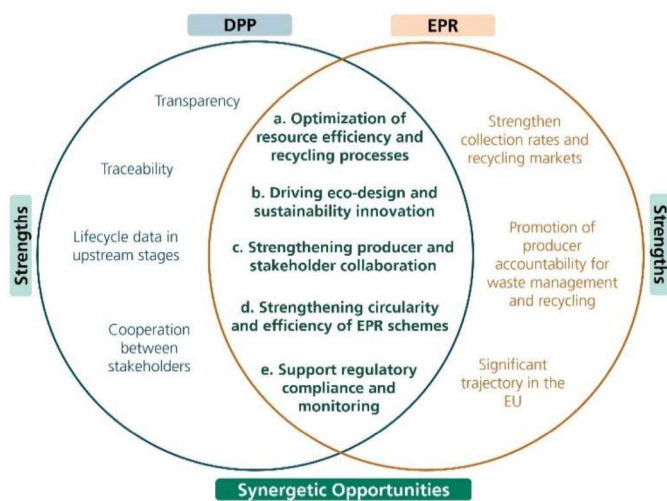 DPP
EPR
Strengths
Transparency
Traceability
Lifecycle data in
upstream stages
Cooperation
between
stakeholders
a. Optimization of
resource efficiency and
recycling processes
b. Driving eco-design and
sustainability innovation
c. Strengthening producer and
stakeholder collaboration
d. Strengthening circularity
and efficiency of EPR schemes
e. Support regulatory
compliance and
monitoring
Strengthen
collection rates and
recycling markets
Promotion of
producer
accountability for
waste management
and recycling
Significant
trajectory in the
EU
Strengths
Synergetic Opportunities